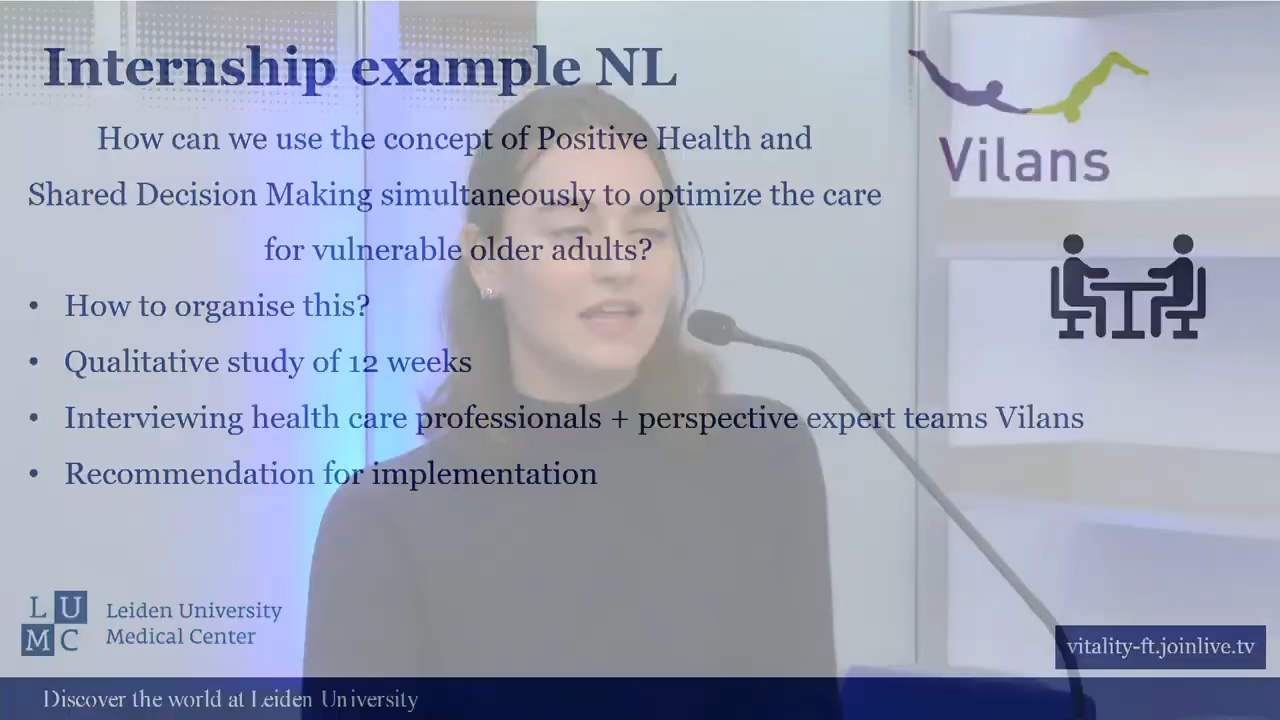 Internship example NL
Vilans
How can we use the concept of Positive Health and
Shared Decision Making simultaneously to optimize the care
for vulnerable older adults?
• How to organise this?
• Qualitative study of 12 weeks
• Interviewing health care professionals + perspective expert teams Vilans
• Recommendation for implementation
LU
MC
Leiden University
Medical Center
vitality-ft.joinlive.tv
Discover the world at Leiden University